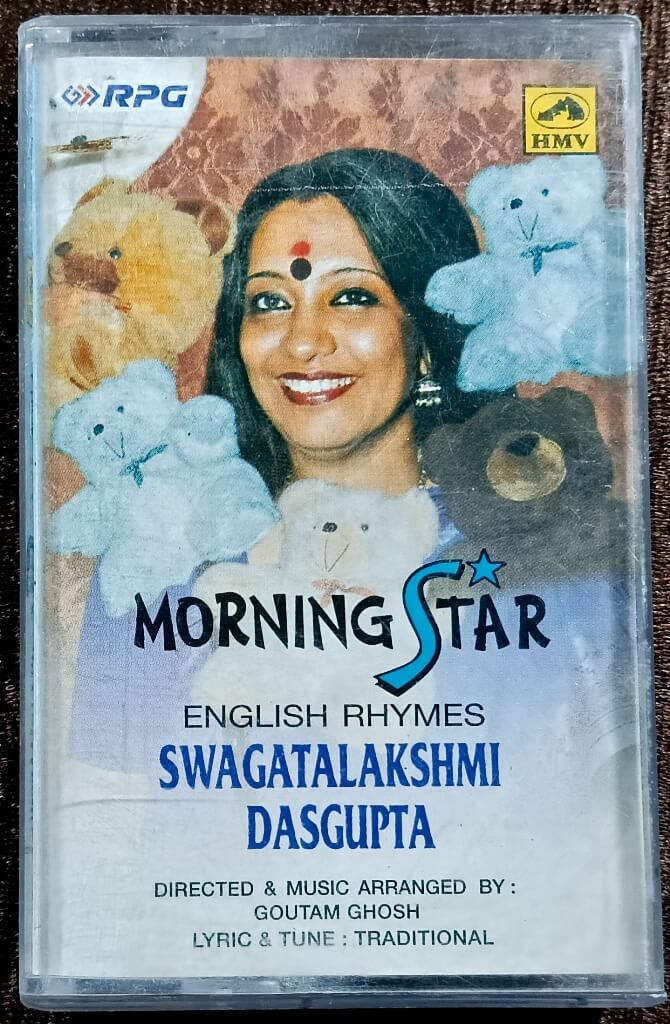 RPG
HMV
MORNING STAR
ENGLISH RHYMES
SWAGATALAKSHMI
DASGUPTA
DIRECTED & MUSIC ARRANGED BY :
GOUTAM GHOSH
LYRIC & TUNE : TRADITIONAL